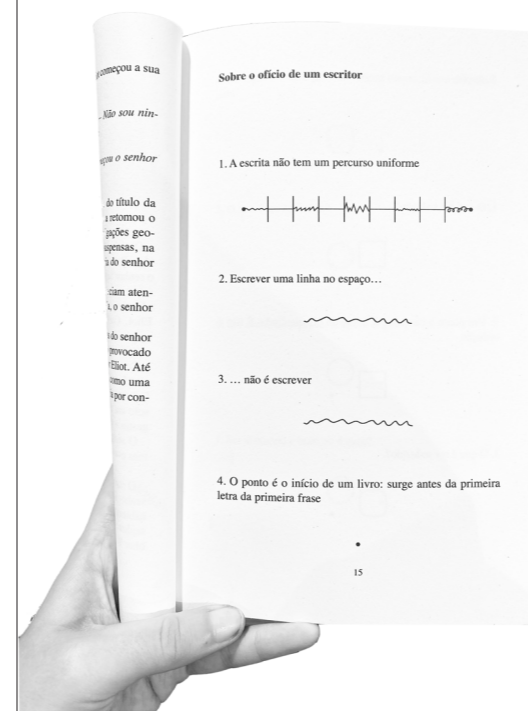 começou a sua
Não sou nin-
o senhor
do título da
retomou o
gações geo-
suspensas, na
do senhor
aten-
o senhor
do senhor
provocado
Eliot. Até
como uma
por con-
Sobre o ofício de um escritor
1. A escrita não tem um percurso uniforme
2. Escrever uma linha no espaço…
3. … não é escrever
4. O ponto é o início de um livro: surge antes da primeira
letra da primeira frase
15